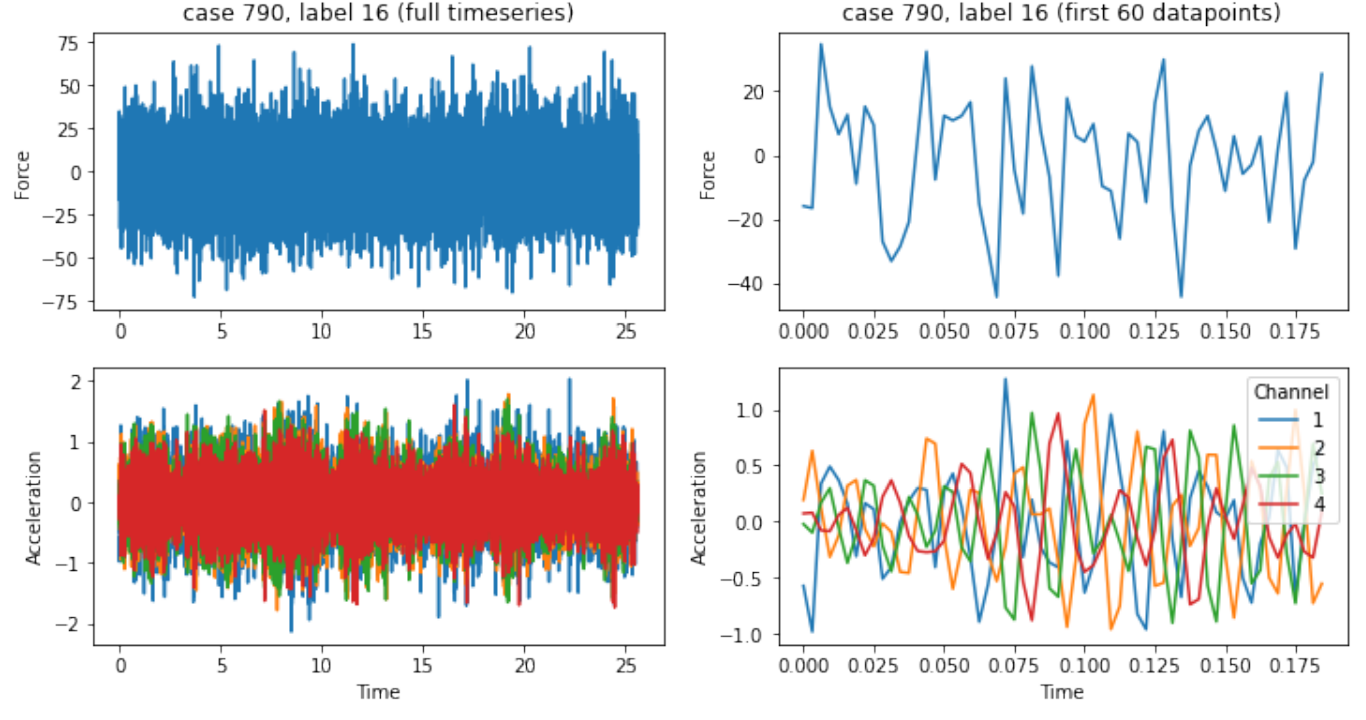 case 790, label 16 (full timeseries)
75
50
25
0
−25
−50
−75
Force
0 5 10 15 20 25
case 790, label 16 (first 60 datapoints)
20
0
−20
−40
Force
0.000 0.025 0.050 0.075 0.100 0.125 0.150 0.175
2
1
0
−1
−2
Acceleration
0 5 10 15 20 25
Time
1.0
0.5
0.0
−0.5
−1.0
Acceleration
Channel
1
2
3
4
0.000 0.025 0.050 0.075 0.100 0.125 0.150 0.175
Time